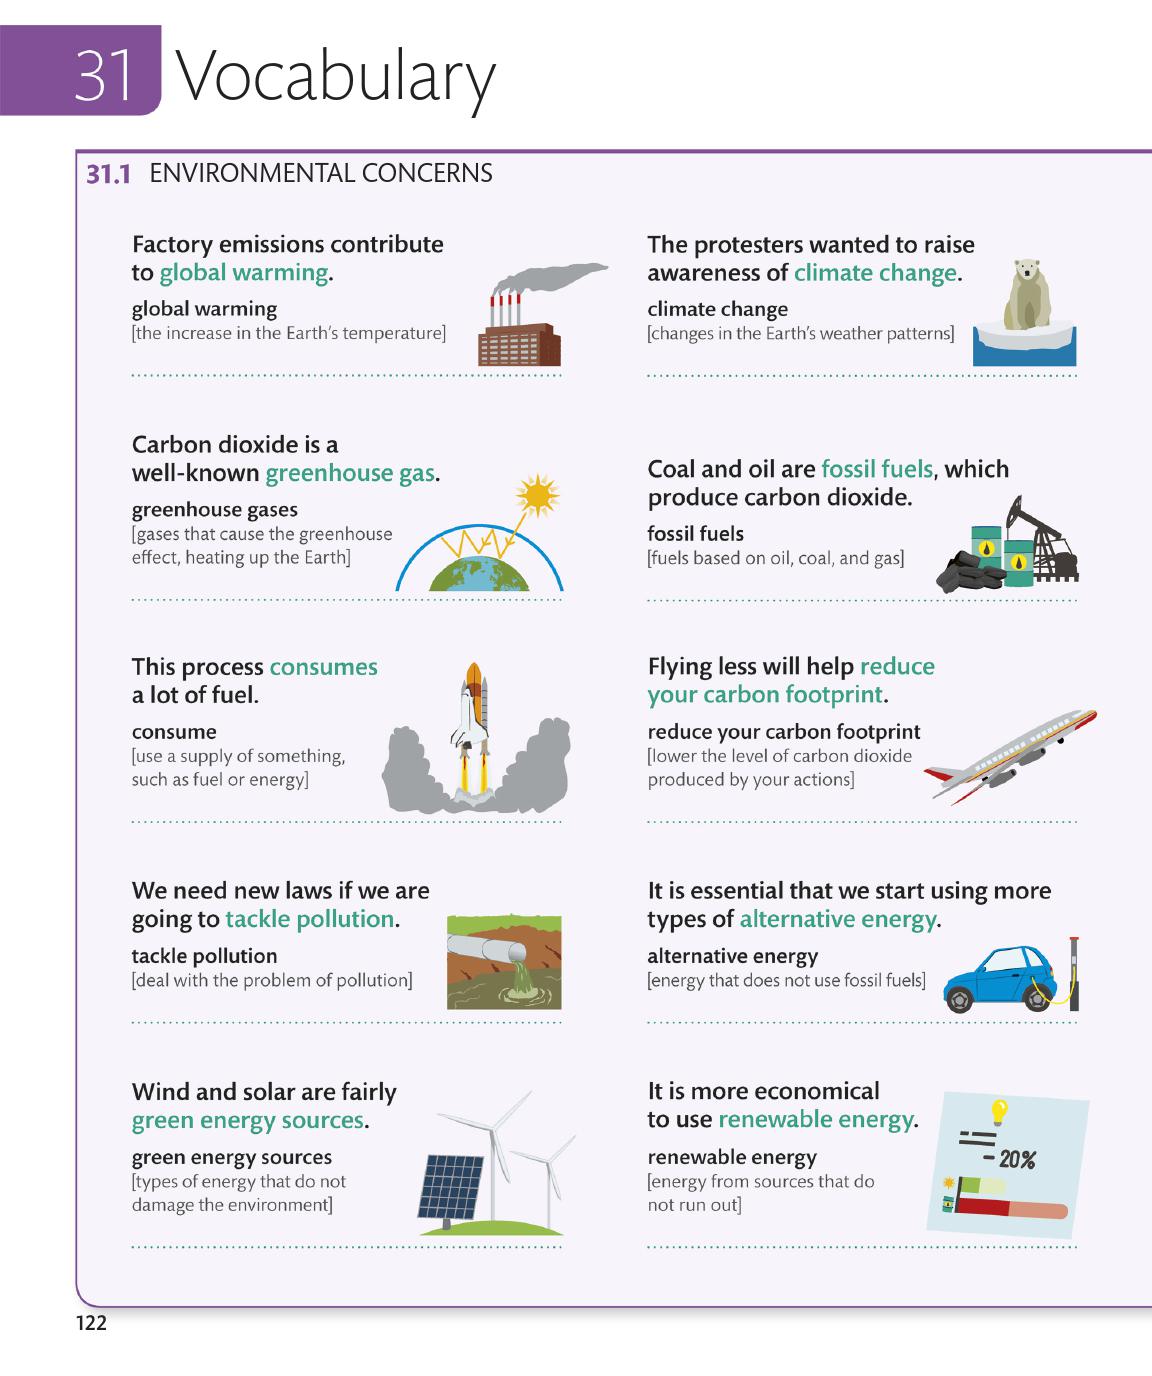 31 Vocabulary
31.1 ENVIRONMENTAL CONCERNS
Factory emissions contribute
to global warming.
global warming
[the increase in the Earth's temperature]
The protesters wanted to raise
awareness of climate change.
climate change
[changes in the Earth's weather patterns]
Carbon dioxide is a
well-known greenhouse gas.
greenhouse gases
[gases that cause the greenhouse
effect, heating up the Earth]
Coal and oil are fossil fuels, which
produce carbon dioxide.
fossil fuels
[fuels based on oil, coal, and gas]
This process consumes
a lot of fuel.
consume
[use a supply of something,
such as fuel or energy]
Flying less will help reduce
your carbon footprint.
reduce your carbon footprint
[lower the level of carbon dioxide
produced by your actions]
We need new laws if we are
going to tackle pollution.
tackle pollution
[deal with the problem of pollution]
It is essential that we start using more
types of alternative energy.
alternative energy
[energy that does not use fossil fuels]
Wind and solar are fairly
green energy sources.
green energy sources
[types of energy that do not
damage the environment]
It is more economical
to use renewable energy.
renewable energy
[energy from sources that do
not run out]
- 20%
122